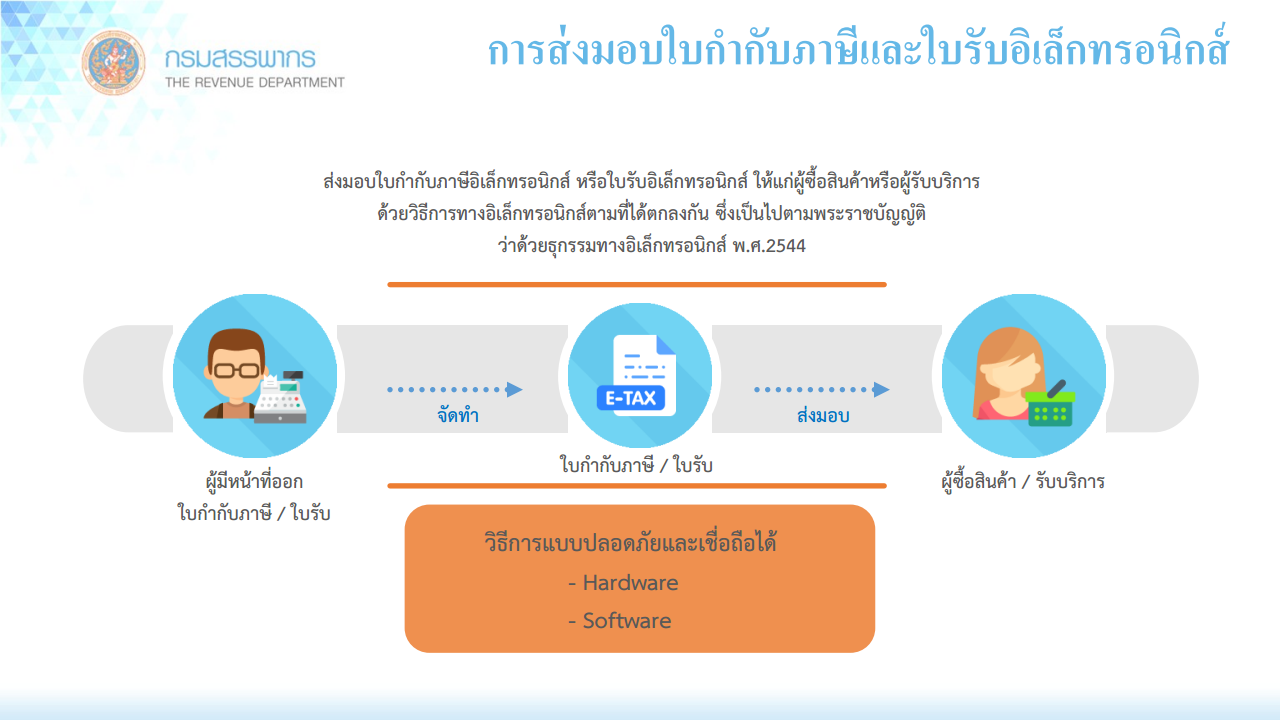 กรมสรรพากร
THE REVENUE DEPARTMENT
การส่งมอบใบกำกับภาษีและใบรับอิเล็กทรอนิกส์
ส่งมอบใบกำกับภาษีอิเล็กทรอนิกส์ หรือใบรับอิเล็กทรอนิกส์ ให้แก่ผู้ซื้อสินค้าหรือผู้รับบริการ
ด้วยวิธีการทางอิเล็กทรอนิกส์ตามที่ได้ตกลงกัน ซึ่งเป็นไปตามพระราชบัญญัติ
ว่าด้วยธุกรรมทางอิเล็กทรอนิกส์ พ.ศ.2544
E-TAX
จัดทำ
ส่งมอบ
ผู้มีหน้าที่ออก
ใบกำกับภาษี / ใบรับ
ใบกำกับภาษี / ใบรับ
ผู้ซื้อสินค้า / รับบริการ
วิธีการแบบปลอดภัยและเชื่อถือได้
- Hardware
- Software